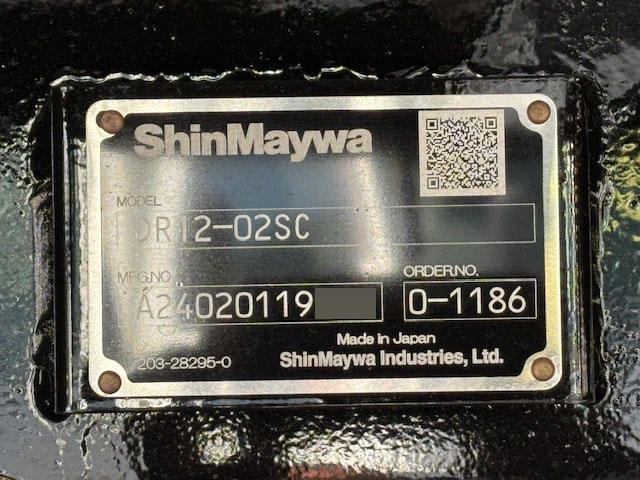 ShinMaywa
MODEL
DR12-02SC
MFG.NO
A24020119
ORDER.NO.
0-1186
Made in Japan
203-28295-0
ShinMaywa Industries, Ltd.